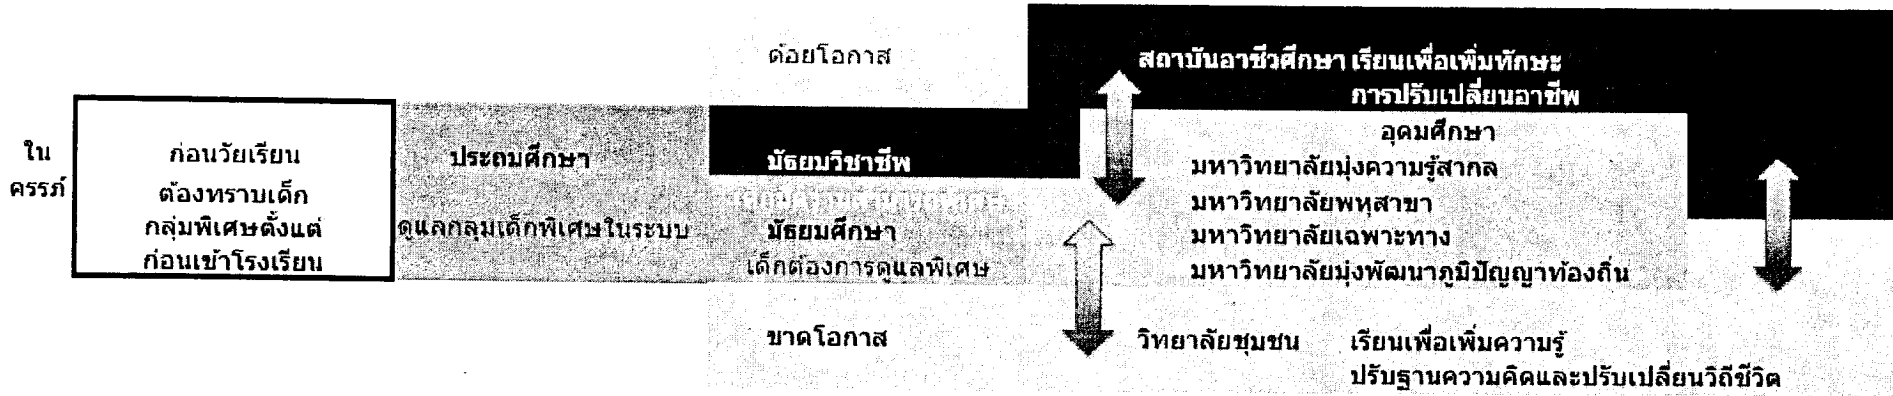 ด้อยโอกาส
สถาบันอาชีวศึกษา เรียนเพื่อเพิ่มทักษะ
การปรับเปลี่ยนอาชีพ
ใน
ครรภ์
ก่อนวัยเรียน
ต้องทราบเด็ก
กลุ่มพิเศษตั้งแต่
ก่อนเข้าโรงเรียน
ประถมศึกษา
ดูแลกลุ่มเด็กพิเศษในระบบ
มัธยมวิชาชีพ
มัธยมศึกษา
เด็กต้องการดูแลพิเศษ
ขาดโอกาส
อุดมศึกษา
มหาวิทยาลัยมุ่งความรู้สากล
มหาวิทยาลัยพหุสาขา
มหาวิทยาลัยเฉพาะทาง
มหาวิทยาลัยมุ่งพัฒนาภูมิปัญญาท้องถิ่น
วิทยาลัยชุมชน เรียนเพื่อเพิ่มความรู้
ปรับฐานความคิดและปรับเปลี่ยนวิถีชีวิต